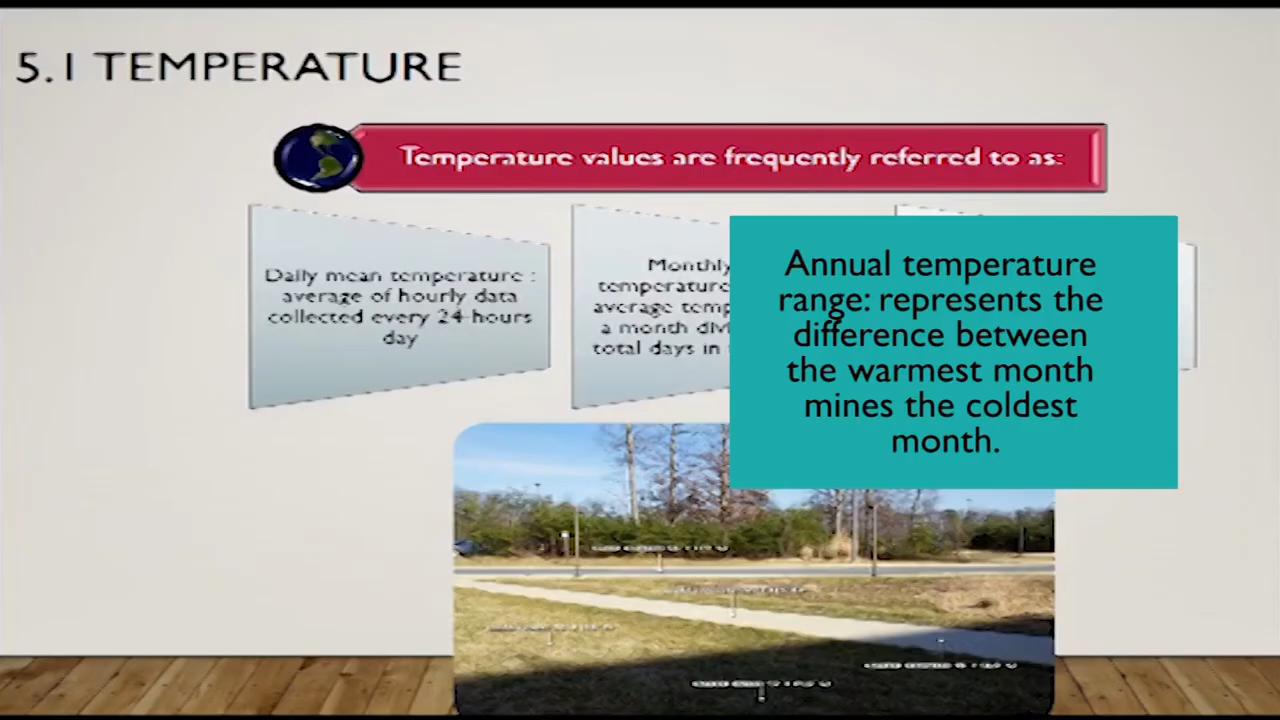 5.1 TEMPERATURE
Temperature values are frequently referred to as:
Daily mean temperature :
average of hourly data
collected every 24-hours
day
Monthly
temperature
average temp
a month di
total days in
Annual temperature
range: represents the
difference between
the warmest month
mines the coldest
month.